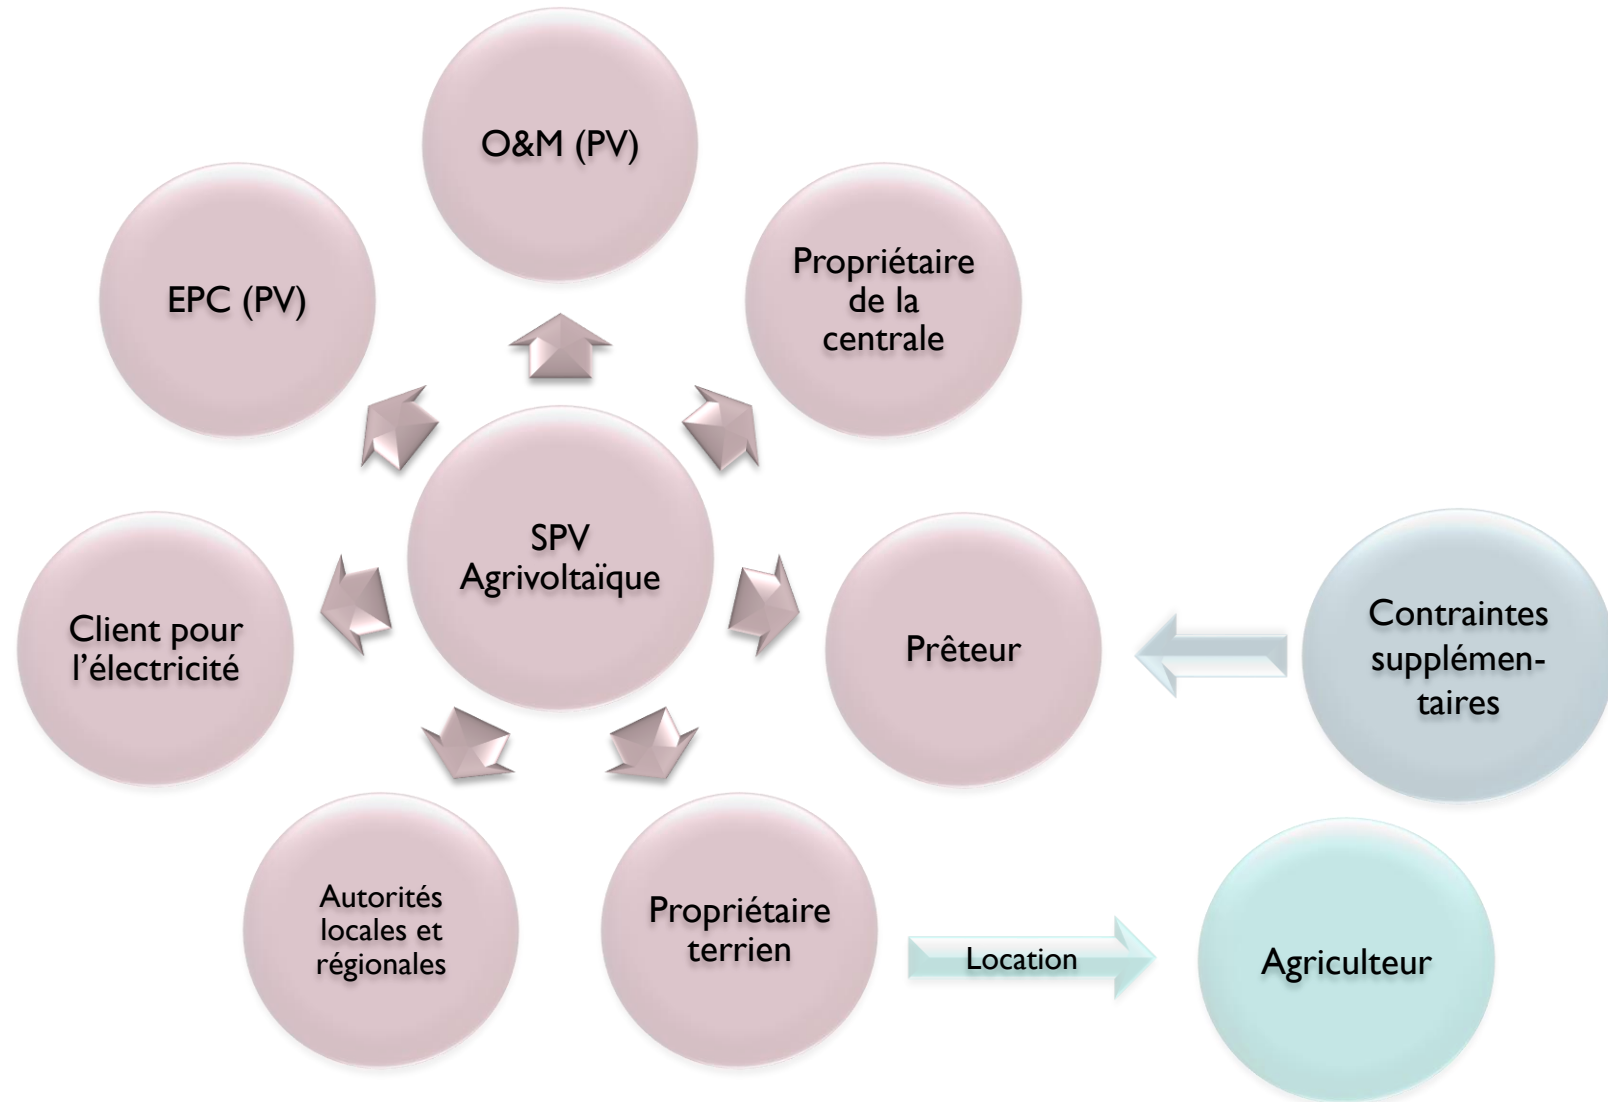 O&M (PV)
EPC (PV)
Propriétaire
de la
centrale
SPV
Agrivoltaïque
Client pour
l’électricité
Prêteur
Contraintes
supplémen-
taires
Autorités
locales et
régionales
Propriétaire
terrien
Location
Agriculteur